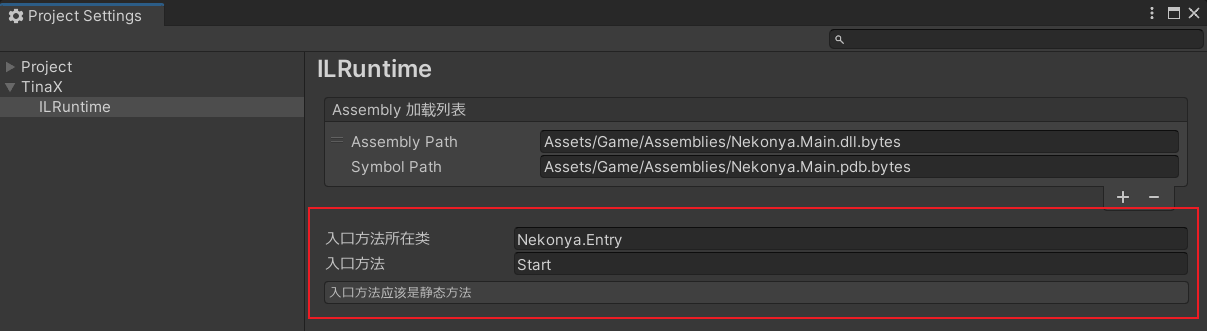 Project Settings
Project
TinaX
ILRuntime
ILRuntime
Assembly 加载列表
Assembly Path Assets/Game/Assemblies/Nekonya.Main.dll.bytes
Symbol Path Assets/Game/Assemblies/Nekonya.Main.pdb.bytes
入口方法所在类 Nekonya.Entry
入口方法 Start
入口方法应该是静态方法